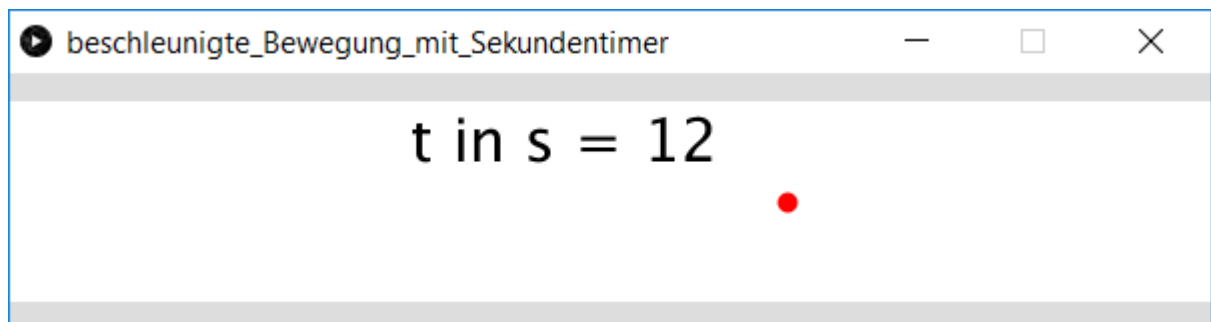 beschleunigte_Bewegung_mit_Sekundentimer
t in s = 12